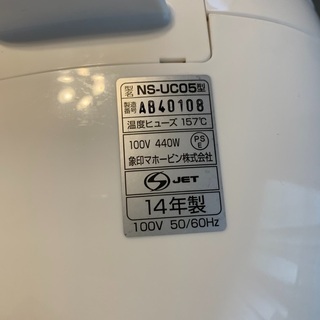 型名 NS-UC05型
製造番号 AB40108
温度ヒューズ 157℃
100V 440W PSE
象印マホービン株式会社
JET
14年製
100V 50/60Hz